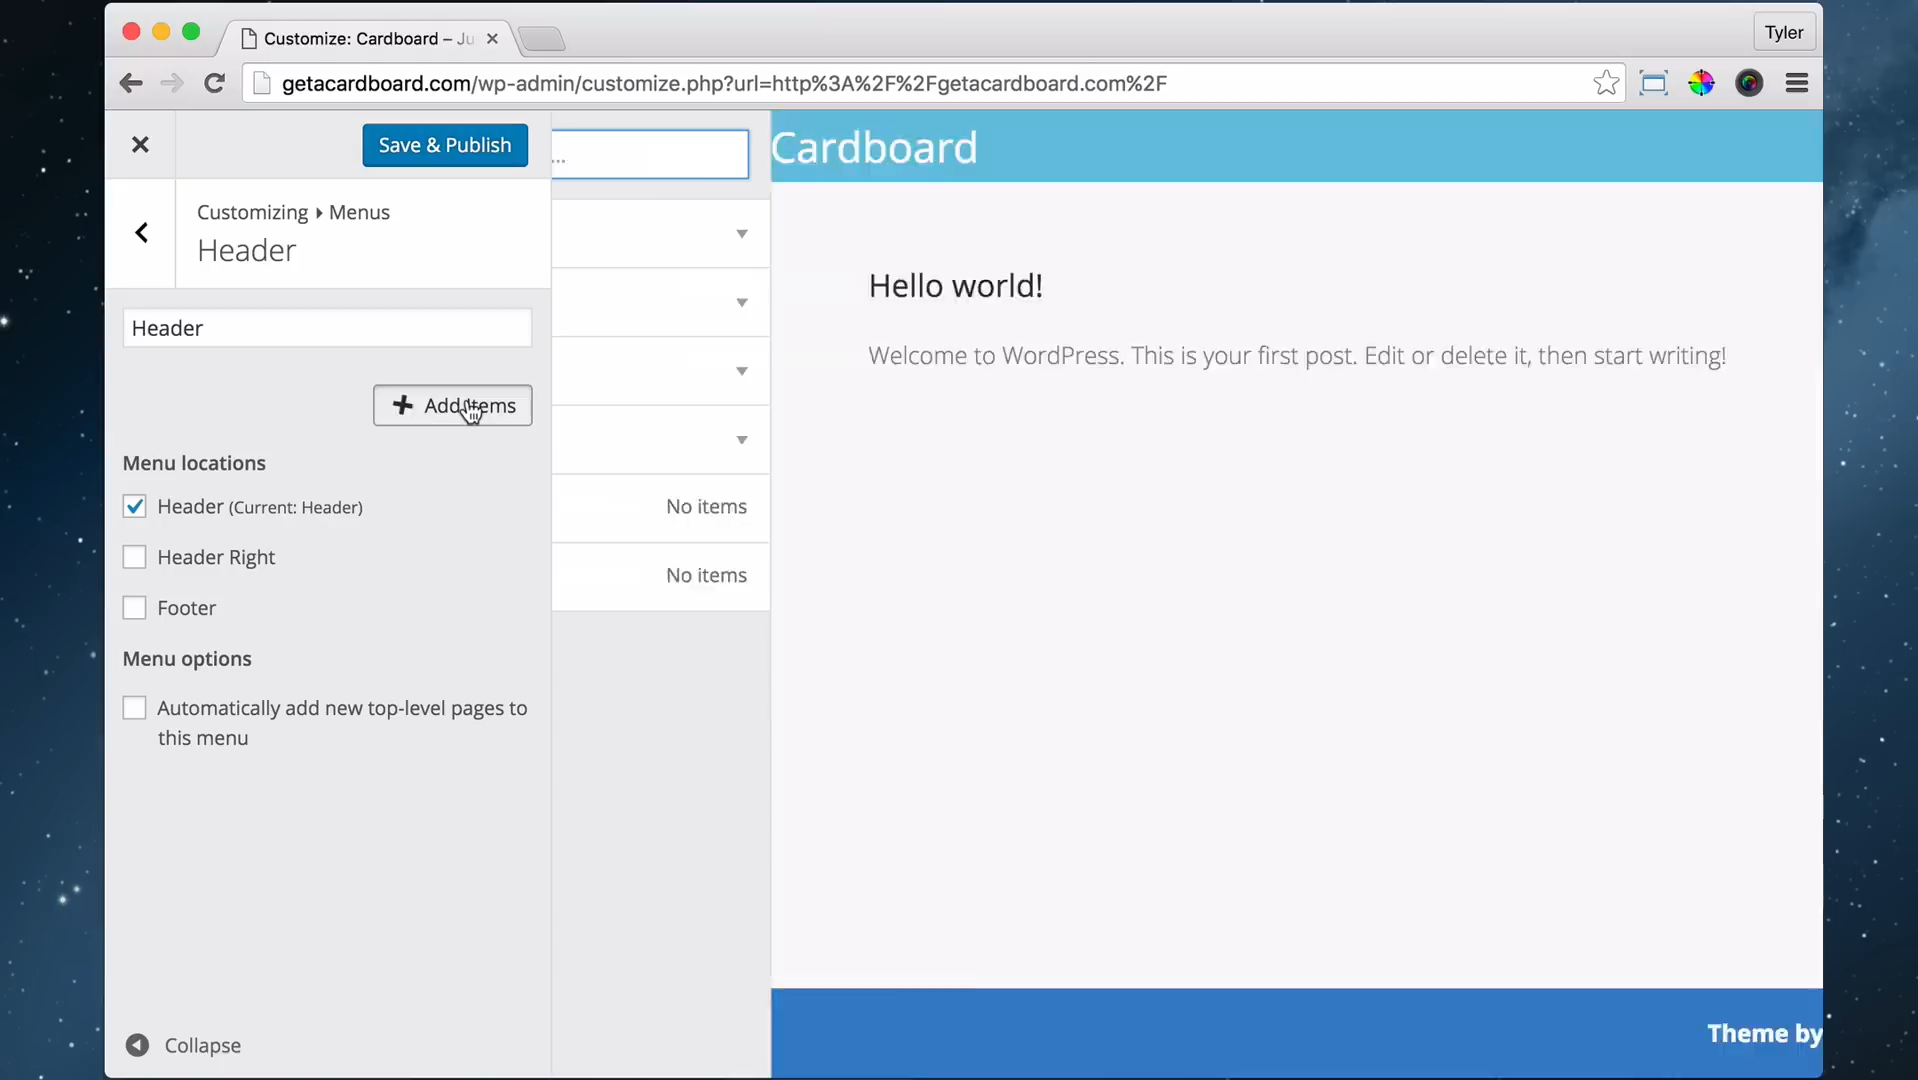 Customize: Cardboard – Ju
Tyler
getacardboard.com/wp-admin/customize.php?url=http%3A%2F%2Fgetacardboard.com%2F
Save & Publish
...
Cardboard
Customizing Menus
Header
Header
Add Items
Menu locations
Header (Current: Header)
Header Right
Footer
Menu options
Automatically add new top-level pages to
this menu
Collapse
No items
No items
Hello world!
Welcome to WordPress. This is your first post. Edit or delete it, then start writing!
Theme by